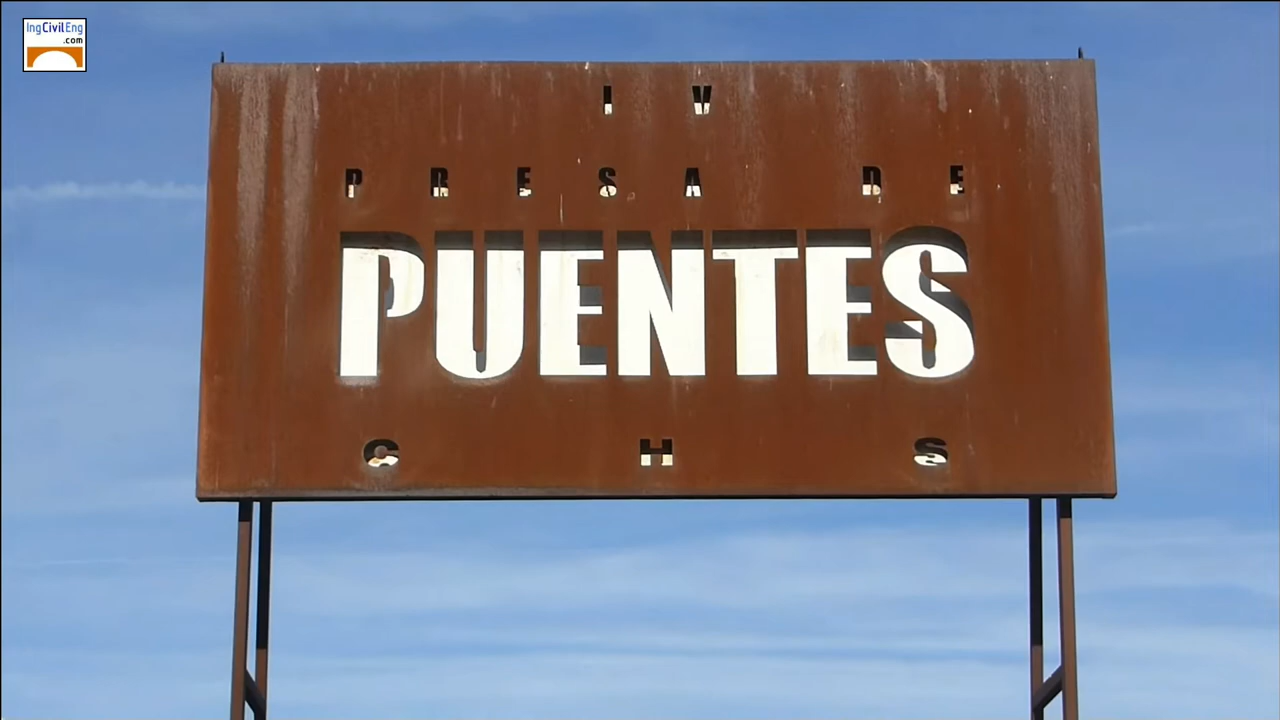 IngCivilEng
.com
IV
PRESA DE
PUENTES
CHS